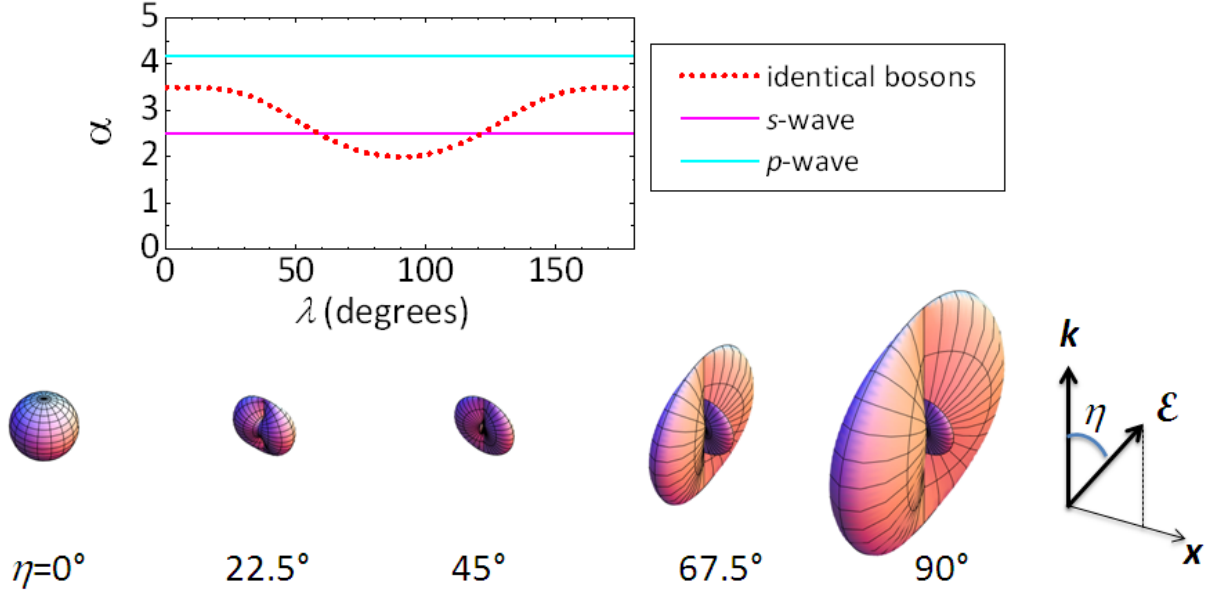 5
4
3
2
1
0
α
0 50 100 150
λ (degrees)
identical bosons
s-wave
p-wave
η=0°
22.5°
45°
67.5°
90°
k
η
ℰ
x